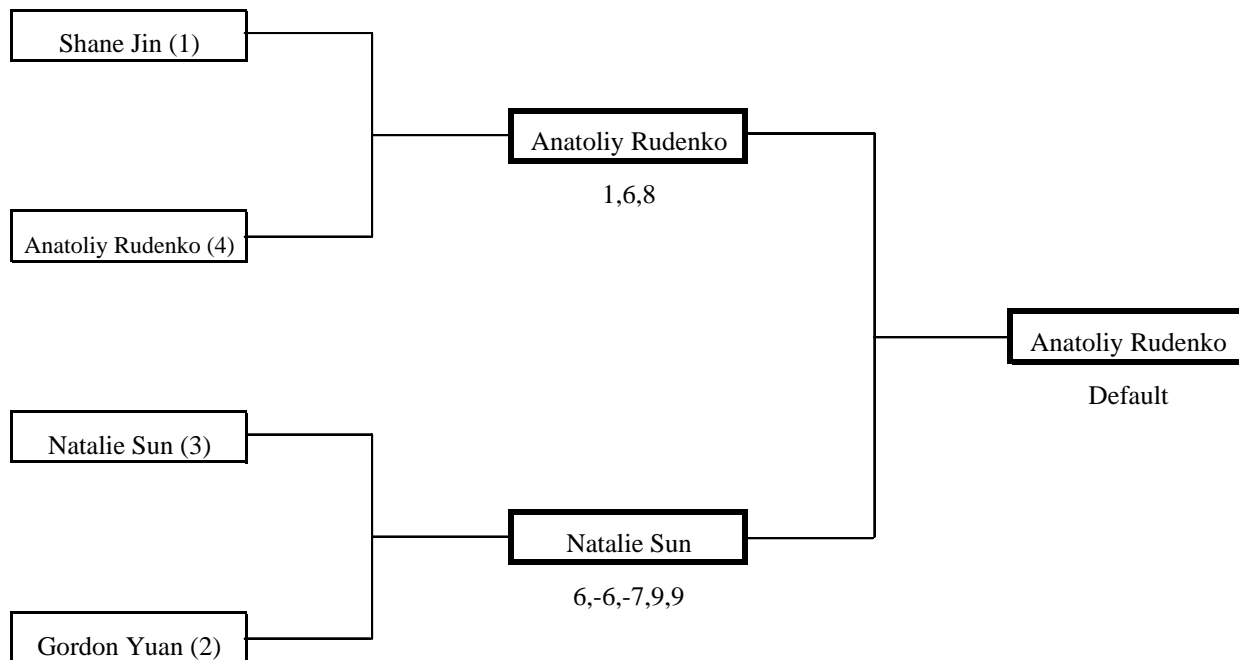 Shane Jin (1)
Anatoliy Rudenko
1,6,8
Anatoliy Rudenko (4)
Anatoliy Rudenko
Default
Natalie Sun (3)
Natalie Sun
6,-6,-7,9,9
Gordon Yuan (2)